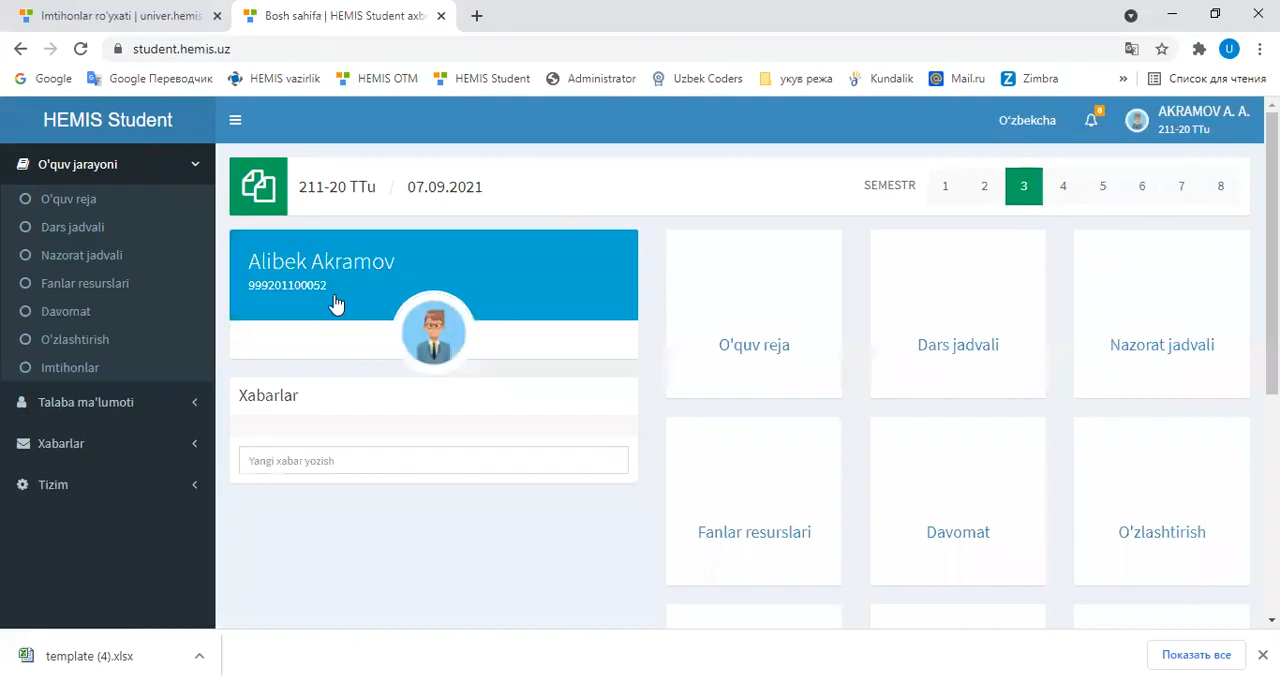 Imtihonlar ro'yxati | univer.hemis
Bosh sahifa | HEMIS Student axbo
student.hemis.uz
Google
Google Переводчик
HEMIS vazirlik
HEMIS OTM
HEMIS Student
Administrator
Uzbek Coders
укув режа
Kundalik
Mail.ru
Zimbra
»
Список для чтения
U
HEMIS Student
O'zbekcha
0
AKRAMOV A. A.
211-20 TTu
O'quv jarayoni
O'quv reja
Dars jadvali
Nazorat jadvali
Fanlar resurslari
Davomat
O'zlashtirish
Imtihonlar
Talaba ma'lumoti
Xabarlar
Tizim
211-20 TTu / 07.09.2021
SEMESTR 1 2 3 4 5 6 7 8
Alibek Akramov
999201100052
Xabarlar
Yangi xabar yozish
O'quv reja
Dars jadvali
Nazorat jadvali
Fanlar resurslari
Davomat
O'zlashtirish
template (4).xlsx
Показать все